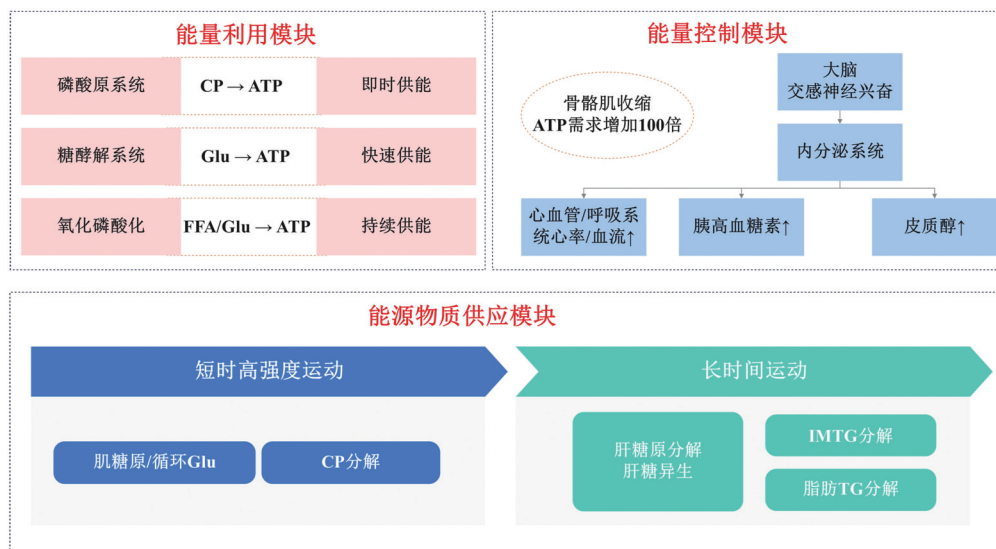 能量利用模块
磷酸原系统
CP → ATP
即时供能
糖酵解系统
Glu → ATP
快速供能
氧化磷酸化
FFA/Glu → ATP
持续供能
能量控制模块
骨骼肌收缩
ATP需求增加100倍
大脑
交感神经兴奋
内分泌系统
心血管/呼吸系
统心率/血流↑
胰高血糖素↑
皮质醇↑
能源物质供应模块
短时高强度运动
长时间运动
肌糖原/循环Glu
CP分解
肝糖原分解
肝糖异生
IMTG分解
脂肪TG分解